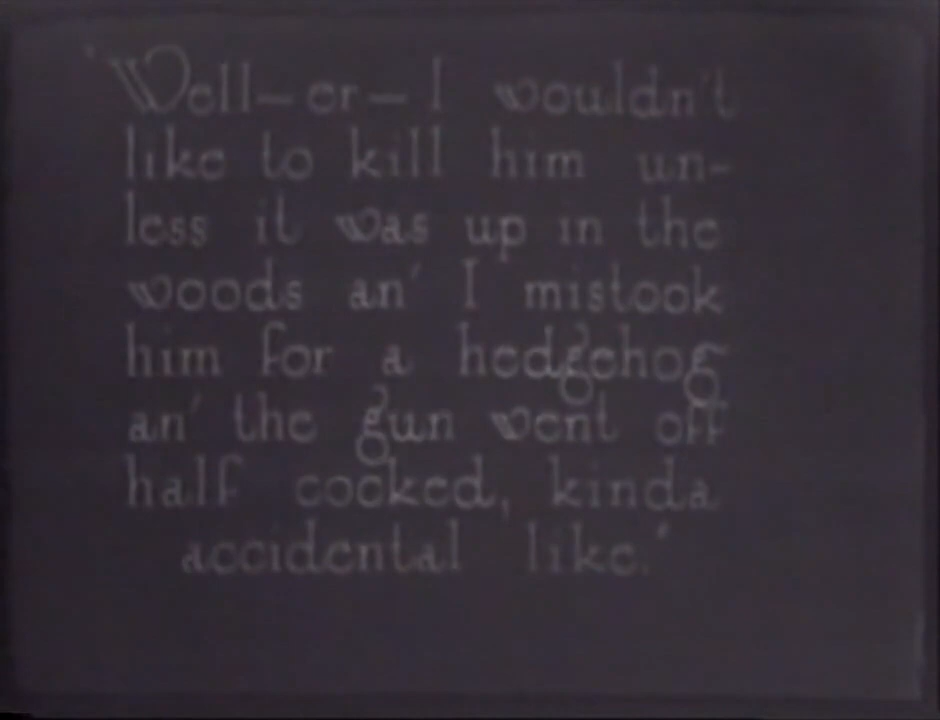 "Well—er—I wouldn't
like to kill him un-
less it was up in the
woods an' I mistook
him for a hedgehog
an' the gun went off
half cocked, kinda
accidental like."